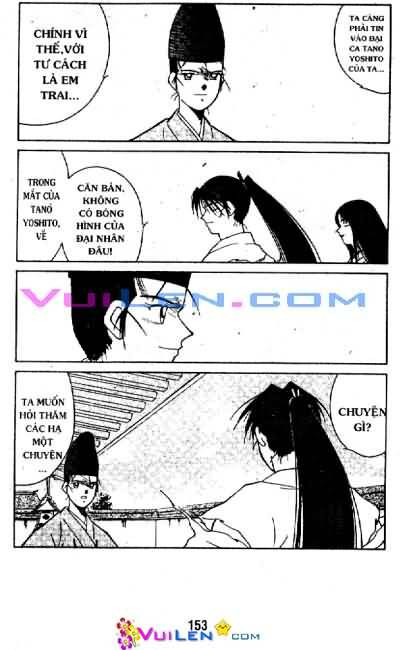 CHÍNH VÌ
THẾ, VỚI
TƯ CÁCH
LÀ EM
TRAI...
TA CÀNG
PHẢI TIN
VÀO ĐẠI
CA TANO
YOSHITO
CỦA TA...
TRONG
MẮT CỦA
TANO
YOSHITO,
VỀ
CĂN BẢN,
KHÔNG
CÓ BÓNG
HÌNH CỦA
ĐẠI NHÂN
ĐÂU!
VUILEN.COM
TA MUỐN
HỎI THĂM
CÁC HẠ
MỘT
CHUYỆN
...
CHUYỆN
GÌ?
153
VUILEN.COM